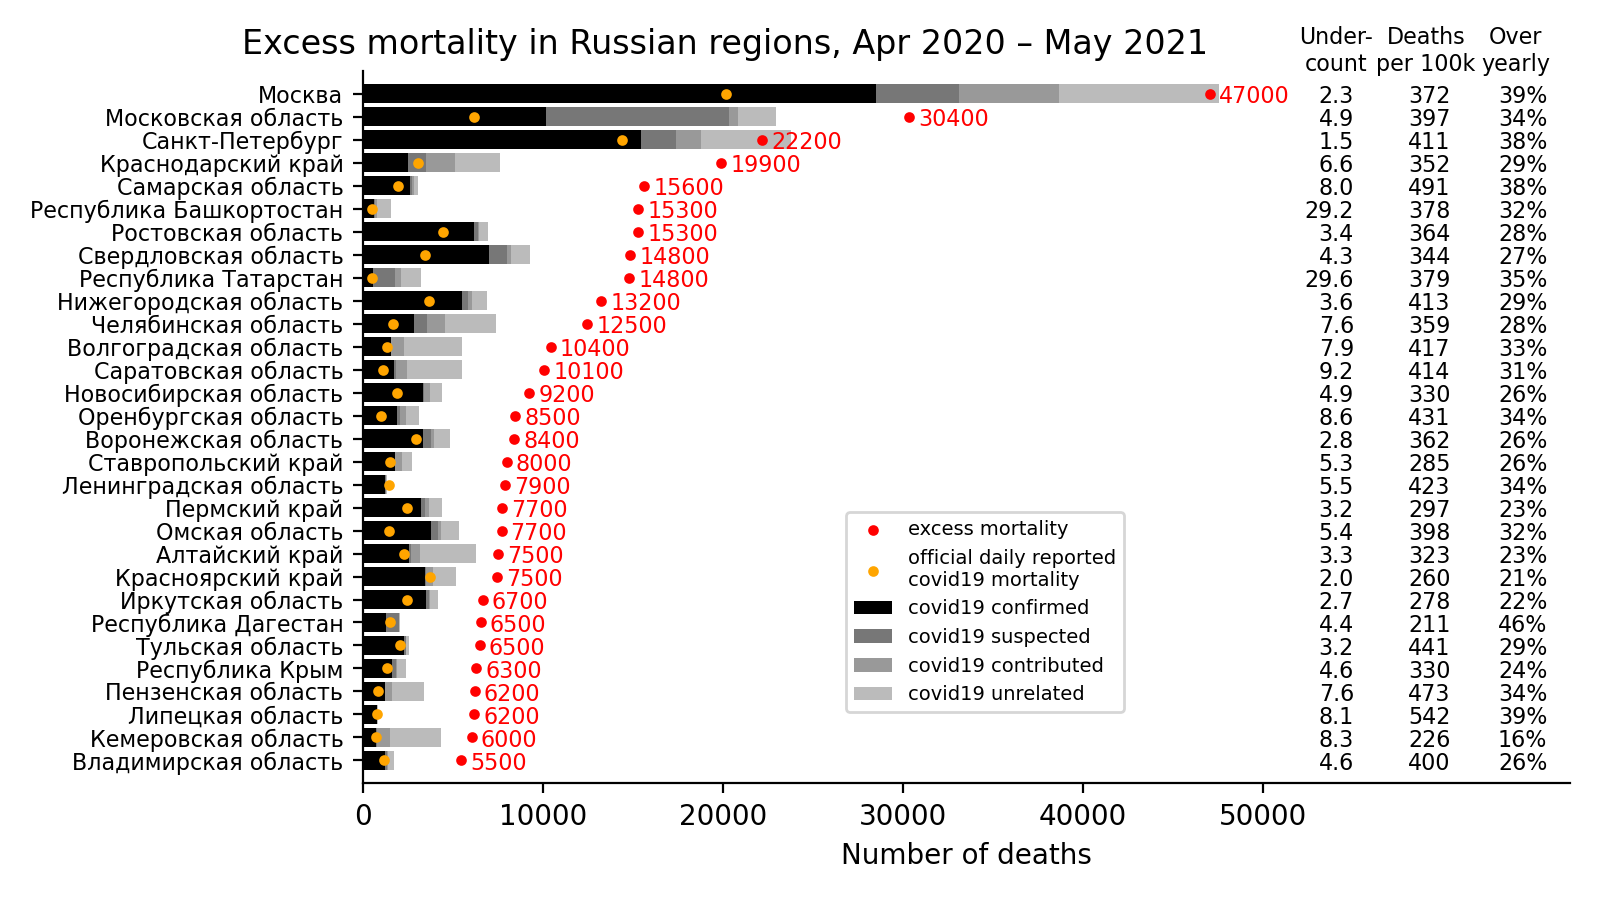 Excess mortality in Russian regions, Apr 2020 – May 2021
Under- Deaths Over
count per 100k yearly
Москва 47000 2.3 372 39%
Московская область 30400 4.9 397 34%
Санкт-Петербург 22200 1.5 411 38%
Краснодарский край 19900 6.6 352 29%
Самарская область 15600 8.0 491 38%
Республика Башкортостан 15300 29.2 378 32%
Ростовская область 15300 3.4 364 28%
Свердловская область 14800 4.3 344 27%
Республика Татарстан 14800 29.6 379 35%
Нижегородская область 13200 3.6 413 29%
Челябинская область 12500 7.6 359 28%
Волгоградская область 10400 7.9 417 33%
Саратовская область 10100 9.2 414 31%
Новосибирская область 9200 4.9 330 26%
Оренбургская область 8500 8.6 431 34%
Воронежская область 8400 2.8 362 26%
Ставропольский край 8000 5.3 285 26%
Ленинградская область 7900 5.5 423 34%
Пермский край 7700 3.2 297 23%
Омская область 7700 5.4 398 32%
Алтайский край 7500 3.3 323 23%
Красноярский край 7500 2.0 260 21%
Иркутская область 6700 2.7 278 22%
Республика Дагестан 6500 4.4 211 46%
Тульская область 6500 3.2 441 29%
Республика Крым 6300 4.6 330 24%
Пензенская область 6200 7.6 473 34%
Липецкая область 6200 8.1 542 39%
Кемеровская область 6000 8.3 226 16%
Владимирская область 5500 4.6 400 26%
excess mortality
official daily reported
covid19 mortality
covid19 confirmed
covid19 suspected
covid19 contributed
covid19 unrelated
0 10000 20000 30000 40000 50000
Number of deaths